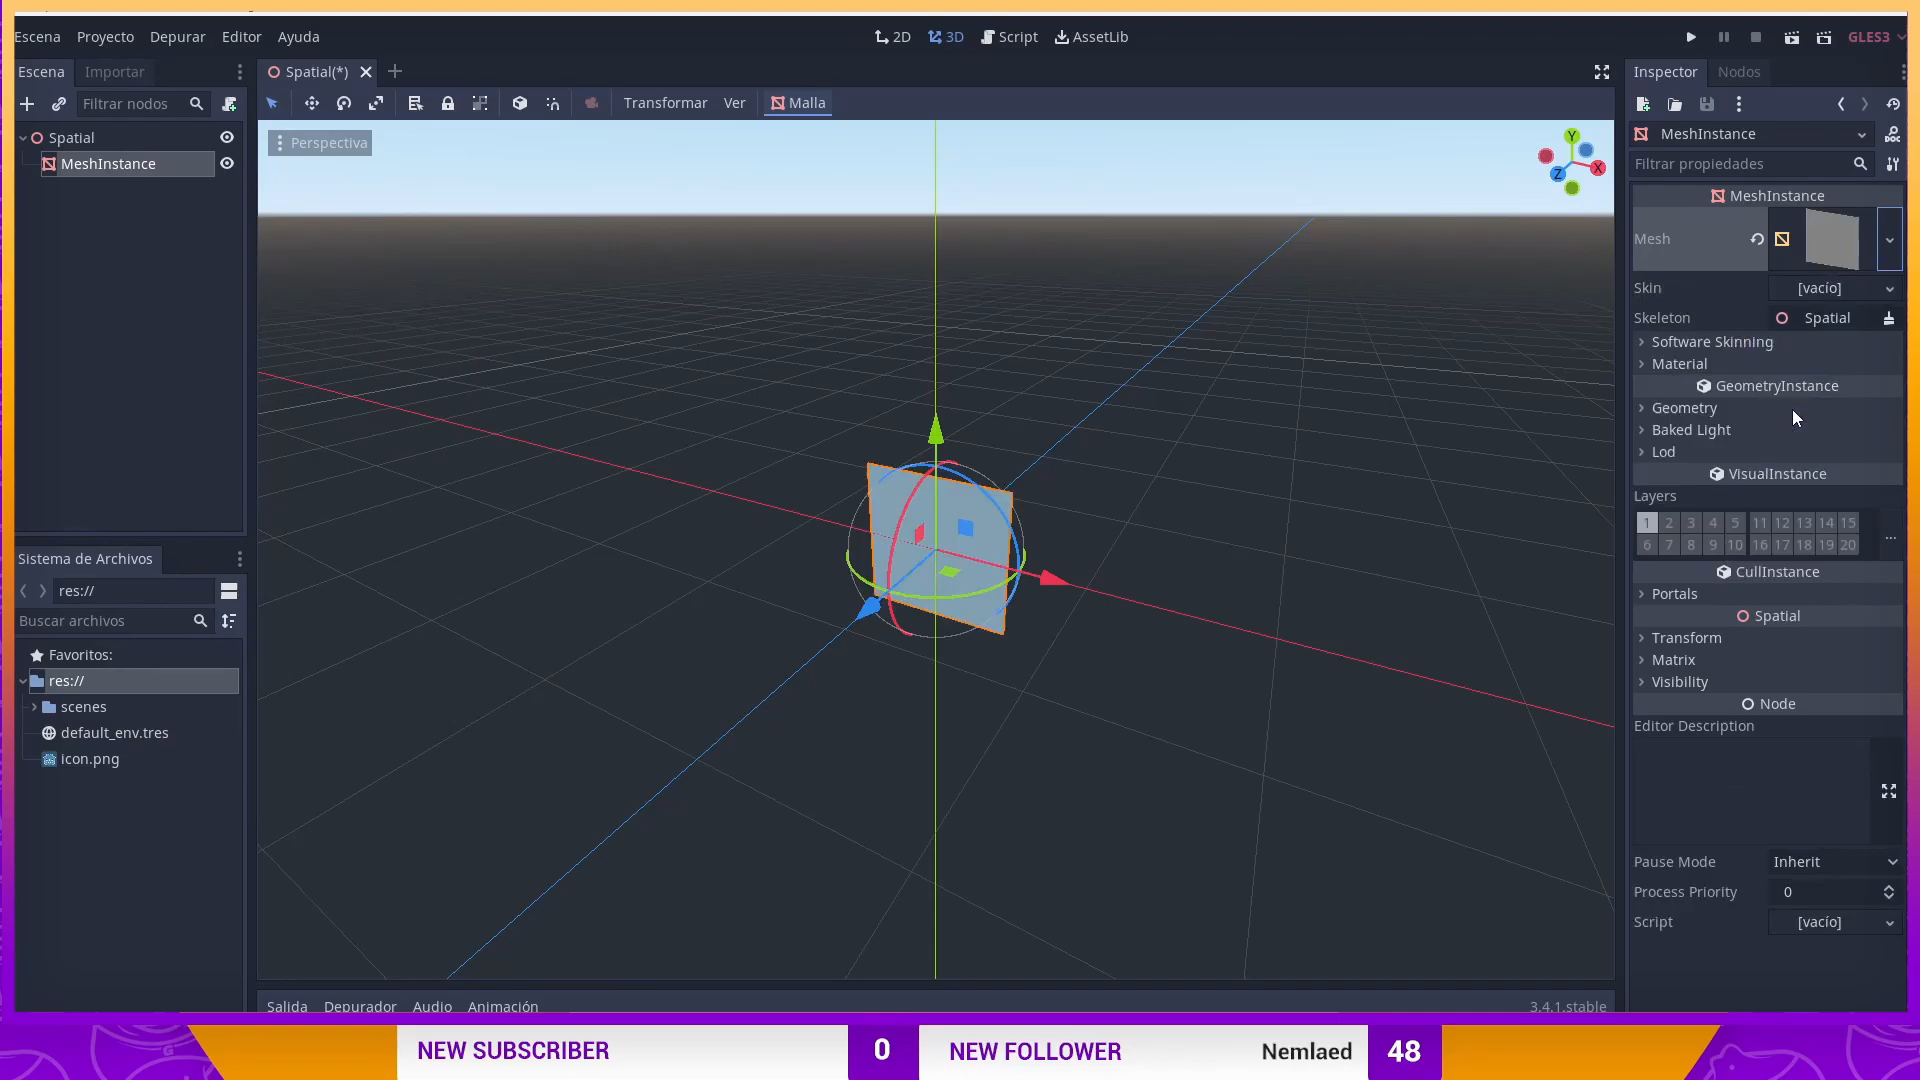 Escena Proyecto Depurar Editor Ayuda
2D 3D Script AssetLib
GLES3
Escena Importar
Filtrar nodos
Spatial
MeshInstance
Spatial(*)
Transformar Ver Malla
Perspectiva
Y
X
Z
Inspector Nodos
MeshInstance
Filtrar propiedades
MeshInstance
Mesh
Skin [vacío]
Skeleton Spatial
Software Skinning
Material
GeometryInstance
Geometry
Baked Light
Lod
VisualInstance
Layers
1 2 3 4 5 11 12 13 14 15
6 7 8 9 10 16 17 18 19 20
...
CullInstance
Portals
Spatial
Transform
Matrix
Visibility
Node
Editor Description
Pause Mode Inherit
Process Priority 0
Script [vacío]
Sistema de Archivos
res://
Buscar archivos
Favoritos:
res://
scenes
default_env.tres
icon.png
Salida Depurador Audio Animación
3.4.1.stable
NEW SUBSCRIBER 0 NEW FOLLOWER Nemlaed 48